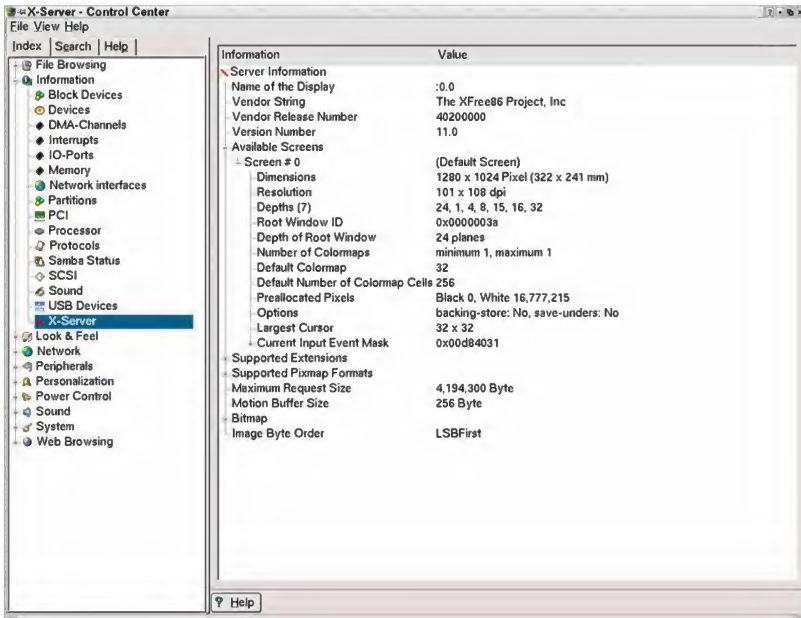 X-Server - Control Center
File View Help
Index Search Help
File Browsing
Information
Block Devices
Devices
DMA-Channels
Interrupts
IO-Ports
Memory
Network interfaces
Partitions
PCI
Processor
Protocols
Samba Status
SCSI
Sound
USB Devices
X-Server
Look & Feel
Network
Peripherals
Personalization
Power Control
Sound
System
Web Browsing
Information Value
Server Information
Name of the Display :0.0
Vendor String The XFree86 Project, Inc
Vendor Release Number 40200000
Version Number 11.0
Available Screens
Screen # 0 (Default Screen)
Dimensions 1280 x 1024 Pixel (322 x 241 mm)
Resolution 101 x 108 dpi
Depths (7) 24, 1, 4, 8, 15, 16, 32
Root Window ID 0x0000003a
Depth of Root Window 24 planes
Number of Colormaps minimum 1, maximum 1
Default Colormap 32
Default Number of Colormap Cells 256
Preallocated Pixels Black 0, White 16,777,215
Options backing-store: No, save-unders: No
Largest Cursor 32 x 32
Current Input Event Mask 0x00d84031
Supported Extensions
Supported Pixmap Formats
Maximum Request Size 4,194,300 Byte
Motion Buffer Size 256 Byte
Bitmap
Image Byte Order LSBFirst
? Help